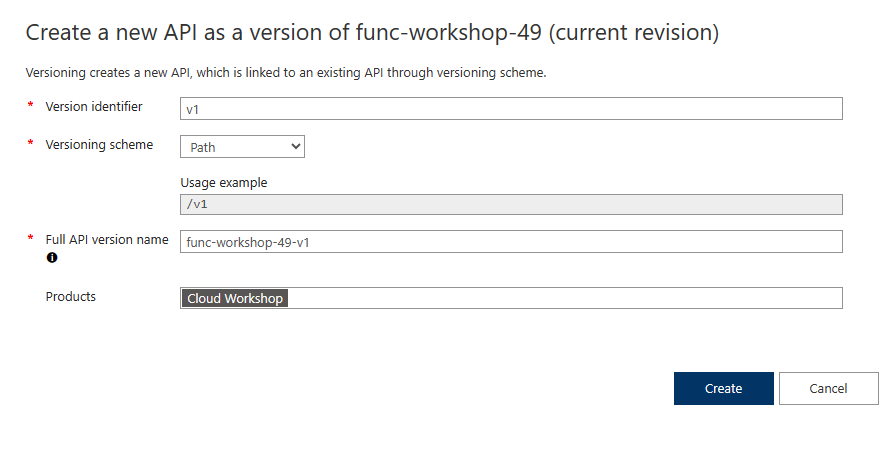 Create a new API as a version of func-workshop-49 (current revision)
Versioning creates a new API, which is linked to an existing API through versioning scheme.
* Version identifier
v1
* Versioning scheme
Path
Usage example
/v1
* Full API version name
func-workshop-49-v1
Products
Cloud Workshop
Create
Cancel